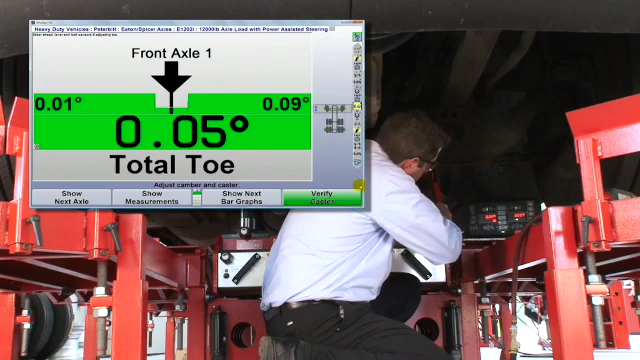 Heavy Duty Vehicles : Peterbilt : Eaten/Spicer Axles : E1202I : 12000lb Axle Load with Power Assisted Steering
Front Axle 1
0.01° 0.09°
0.05°
Total Toe
Adjust camber and caster.
Show Next Axle
Show Measurements
Show Next Bar Graphs
Verify Caster